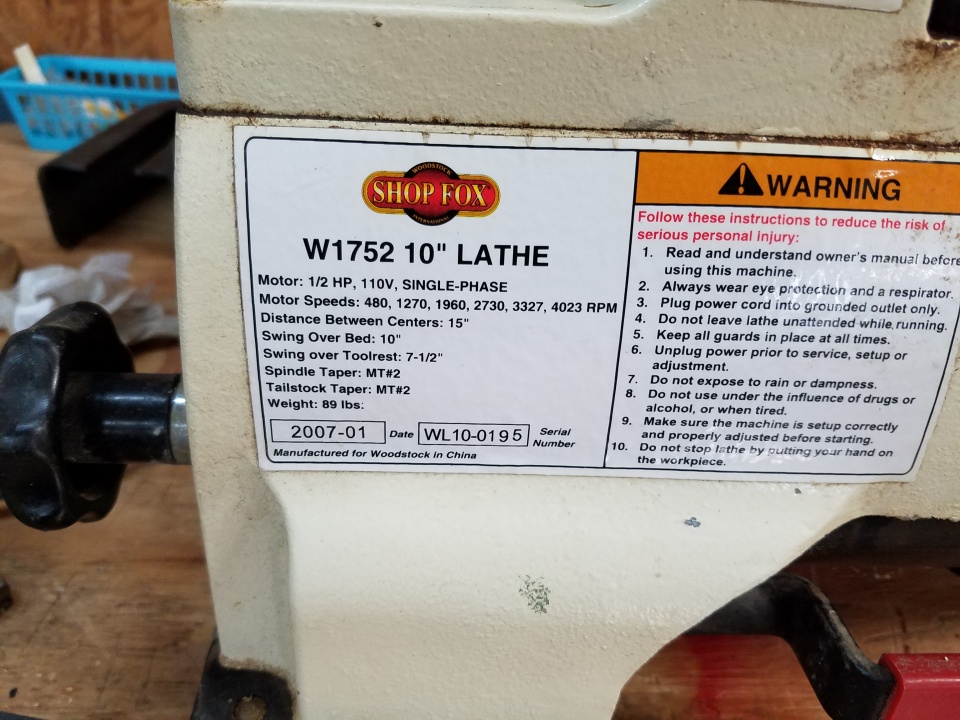 WOODSTOCK
SHOP FOX
INTERNATIONAL
W1752 10" LATHE
Motor: 1/2 HP, 110V, SINGLE-PHASE
Motor Speeds: 480, 1270, 1960, 2730, 3327, 4023 RPM
Distance Between Centers: 15"
Swing Over Bed: 10"
Swing over Toolrest: 7-1/2"
Spindle Taper: MT#2
Tailstock Taper: MT#2
Weight: 89 lbs:
2007-01 Date WL10-0195 Serial Number
Manufactured for Woodstock in China
WARNING
Follow these instructions to reduce the risk of
serious personal injury:
1. Read and understand owner's manual before
using this machine.
2. Always wear eye protection and a respirator.
3. Plug power cord into grounded outlet only.
4. Do not leave lathe unattended while running.
5. Keep all guards in place at all times.
6. Unplug power prior to service, setup or
adjustment.
7. Do not expose to rain or dampness.
8. Do not use under the influence of drugs or
alcohol, or when tired.
9. Make sure the machine is setup correctly
and properly adjusted before starting.
10. Do not stop lathe by putting your hand on
the workpiece.